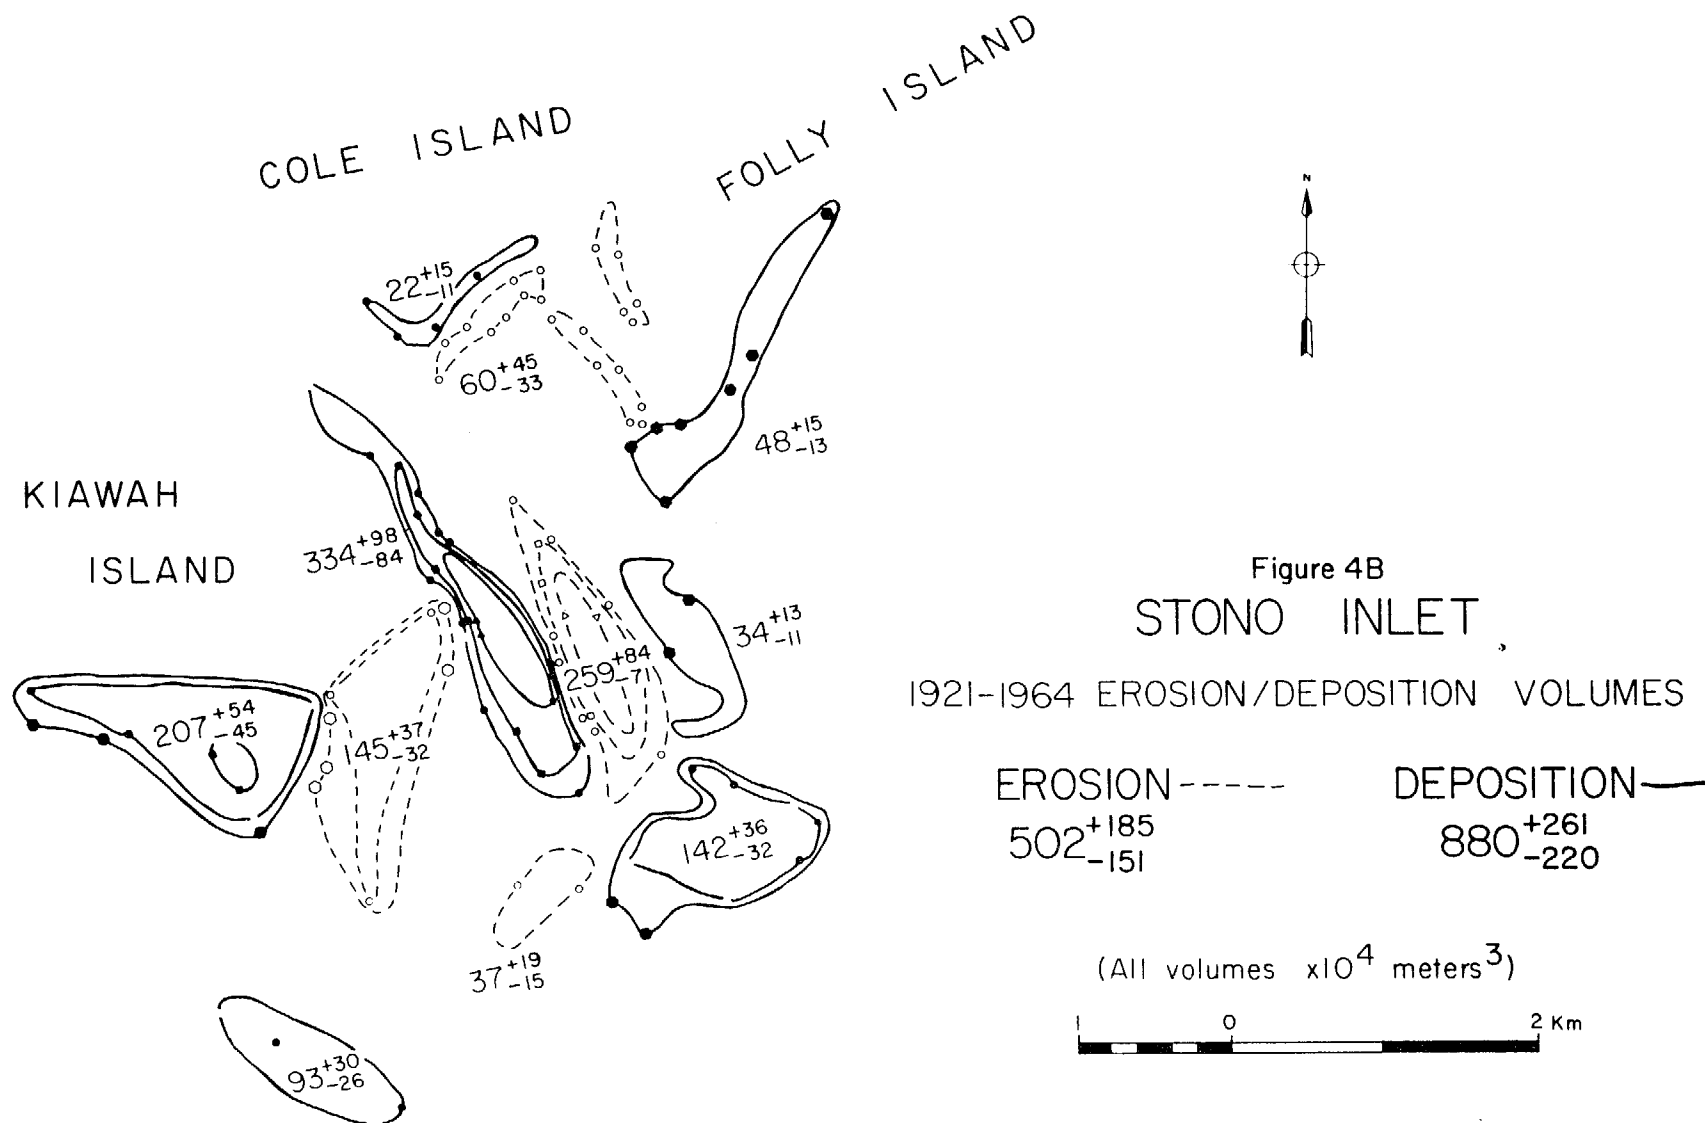 COLE ISLAND
FOLLY ISLAND
N
22 +15 -11
60 +45 -33
48 +15 -13
KIAWAH
ISLAND
334 +98 -84
34 +13 -11
259 +84 -71
207 +54 -45
145 +37 -32
142 +36 -32
37 +19 -15
93 +30 -26
Figure 4B
STONO INLET
1921-1964 EROSION/DEPOSITION VOLUMES
EROSION ----- DEPOSITION —
502 +185 -151 880 +261 -220
(All volumes x10^4 meters^3)
1 0 2 Km